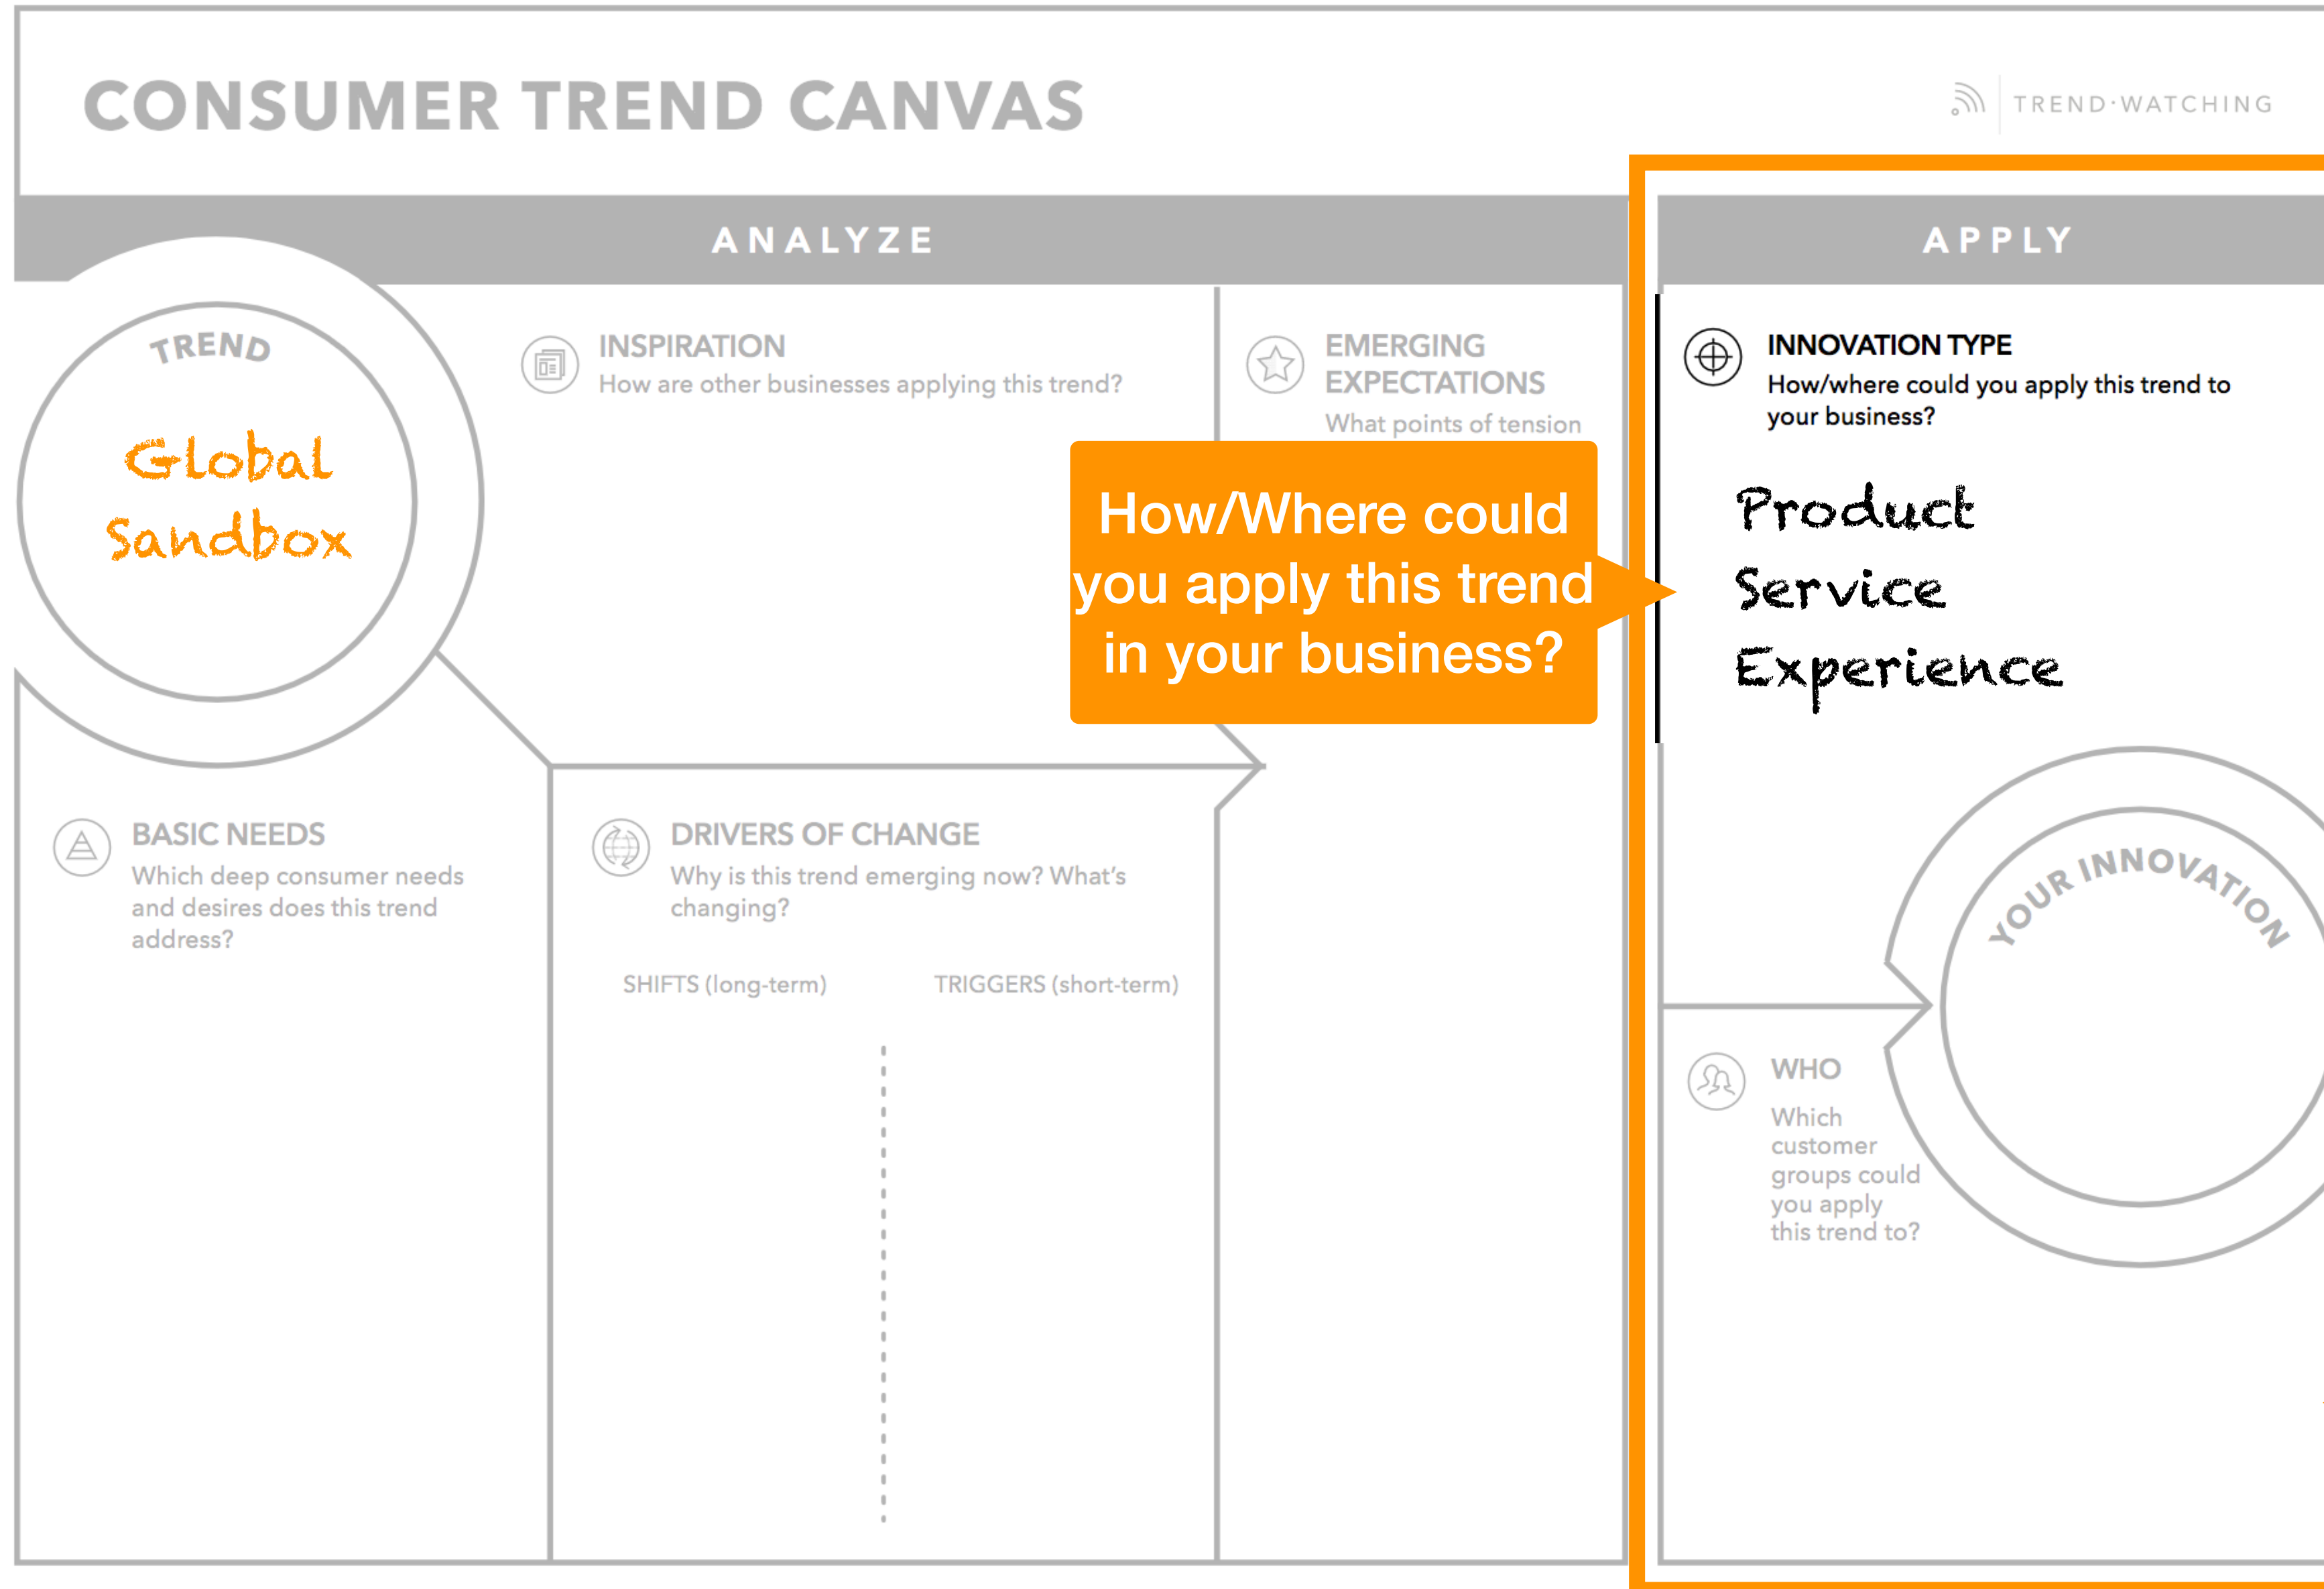 CONSUMER TREND CANVAS
TREND·WATCHING
ANALYZE
APPLY
TREND
Global
Sandbox
INSPIRATION
How are other businesses applying this trend?
EMERGING
EXPECTATIONS
What points of tension
How/Where could
you apply this trend
in your business?
INNOVATION TYPE
How/where could you apply this trend to
your business?
Product
Service
Experience
BASIC NEEDS
Which deep consumer needs
and desires does this trend
address?
DRIVERS OF CHANGE
Why is this trend emerging now? What's
changing?
SHIFTS (long-term)
TRIGGERS (short-term)
YOUR INNOVATION
WHO
Which
customer
groups could
you apply
this trend to?